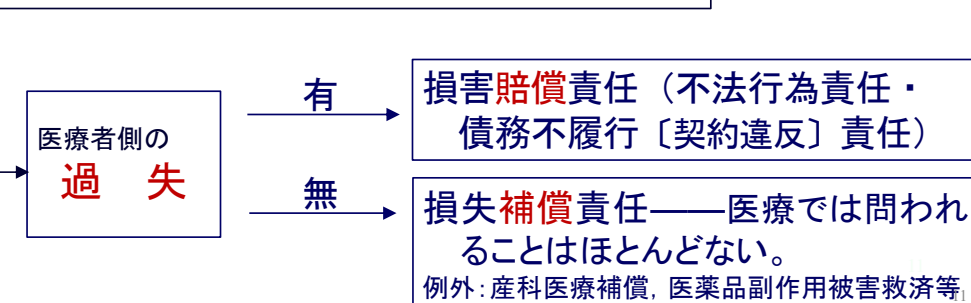 有
損害賠償責任（不法行為責任・
債務不履行〔契約違反〕責任）
医療者側の
過　失
無
損失補償責任――医療では問われ
ることはほとんどない。
例外：産科医療補償，医薬品副作用被害救済等
11